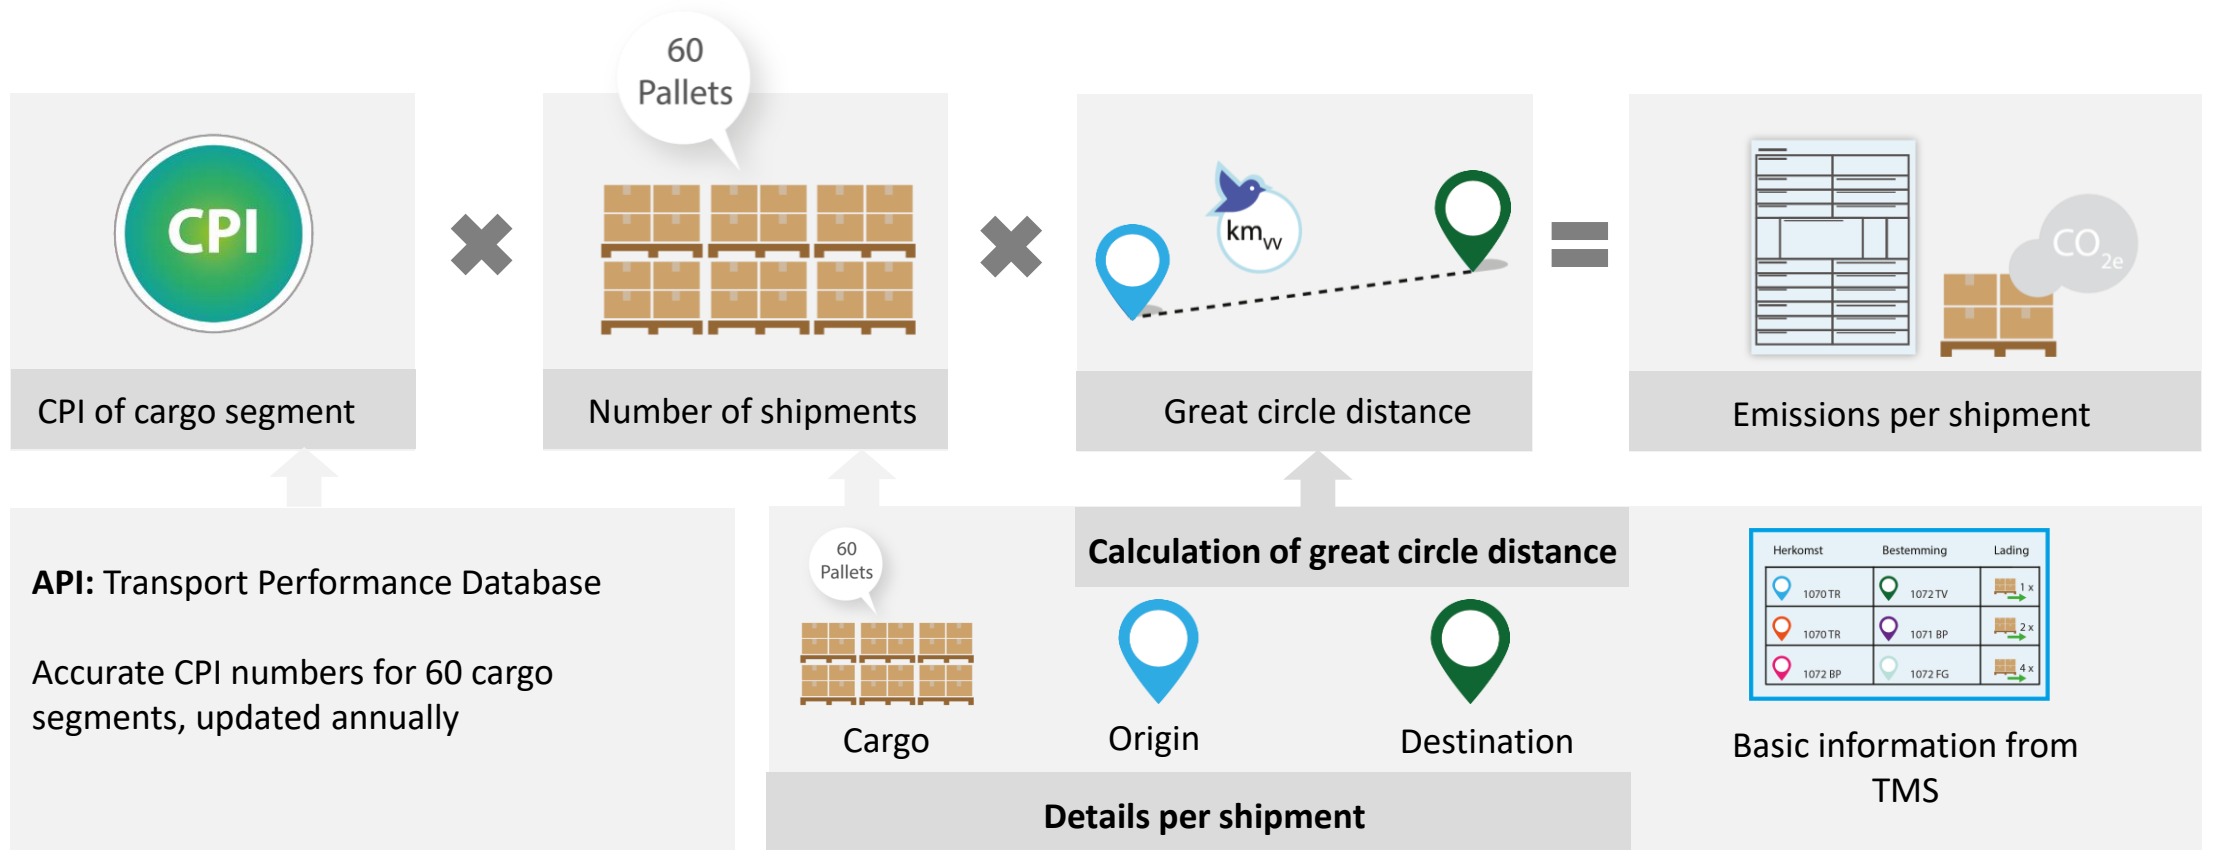 60
Pallets
CPI
km vv
CO 2e
CPI of cargo segment
Number of shipments
Great circle distance
Emissions per shipment
API: Transport Performance Database
Accurate CPI numbers for 60 cargo
segments, updated annually
60
Pallets
Calculation of great circle distance
Cargo
Origin
Destination
Details per shipment
Herkomst Bestemming Lading
1070 TR 1072 TV 1 x
1070 TR 1071 BP 2 x
1072 BP 1072 FG 4 x
Basic information from
TMS